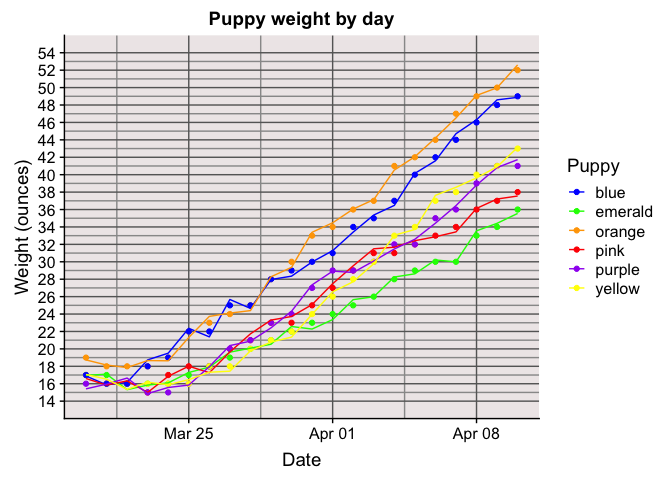 Puppy weight by day
54
52
50
48
46
44
42
40
38
36
34
32
30
28
26
24
22
20
18
16
14
Weight (ounces)
Mar 25 Apr 01 Apr 08
Date
Puppy
blue
emerald
orange
pink
purple
yellow